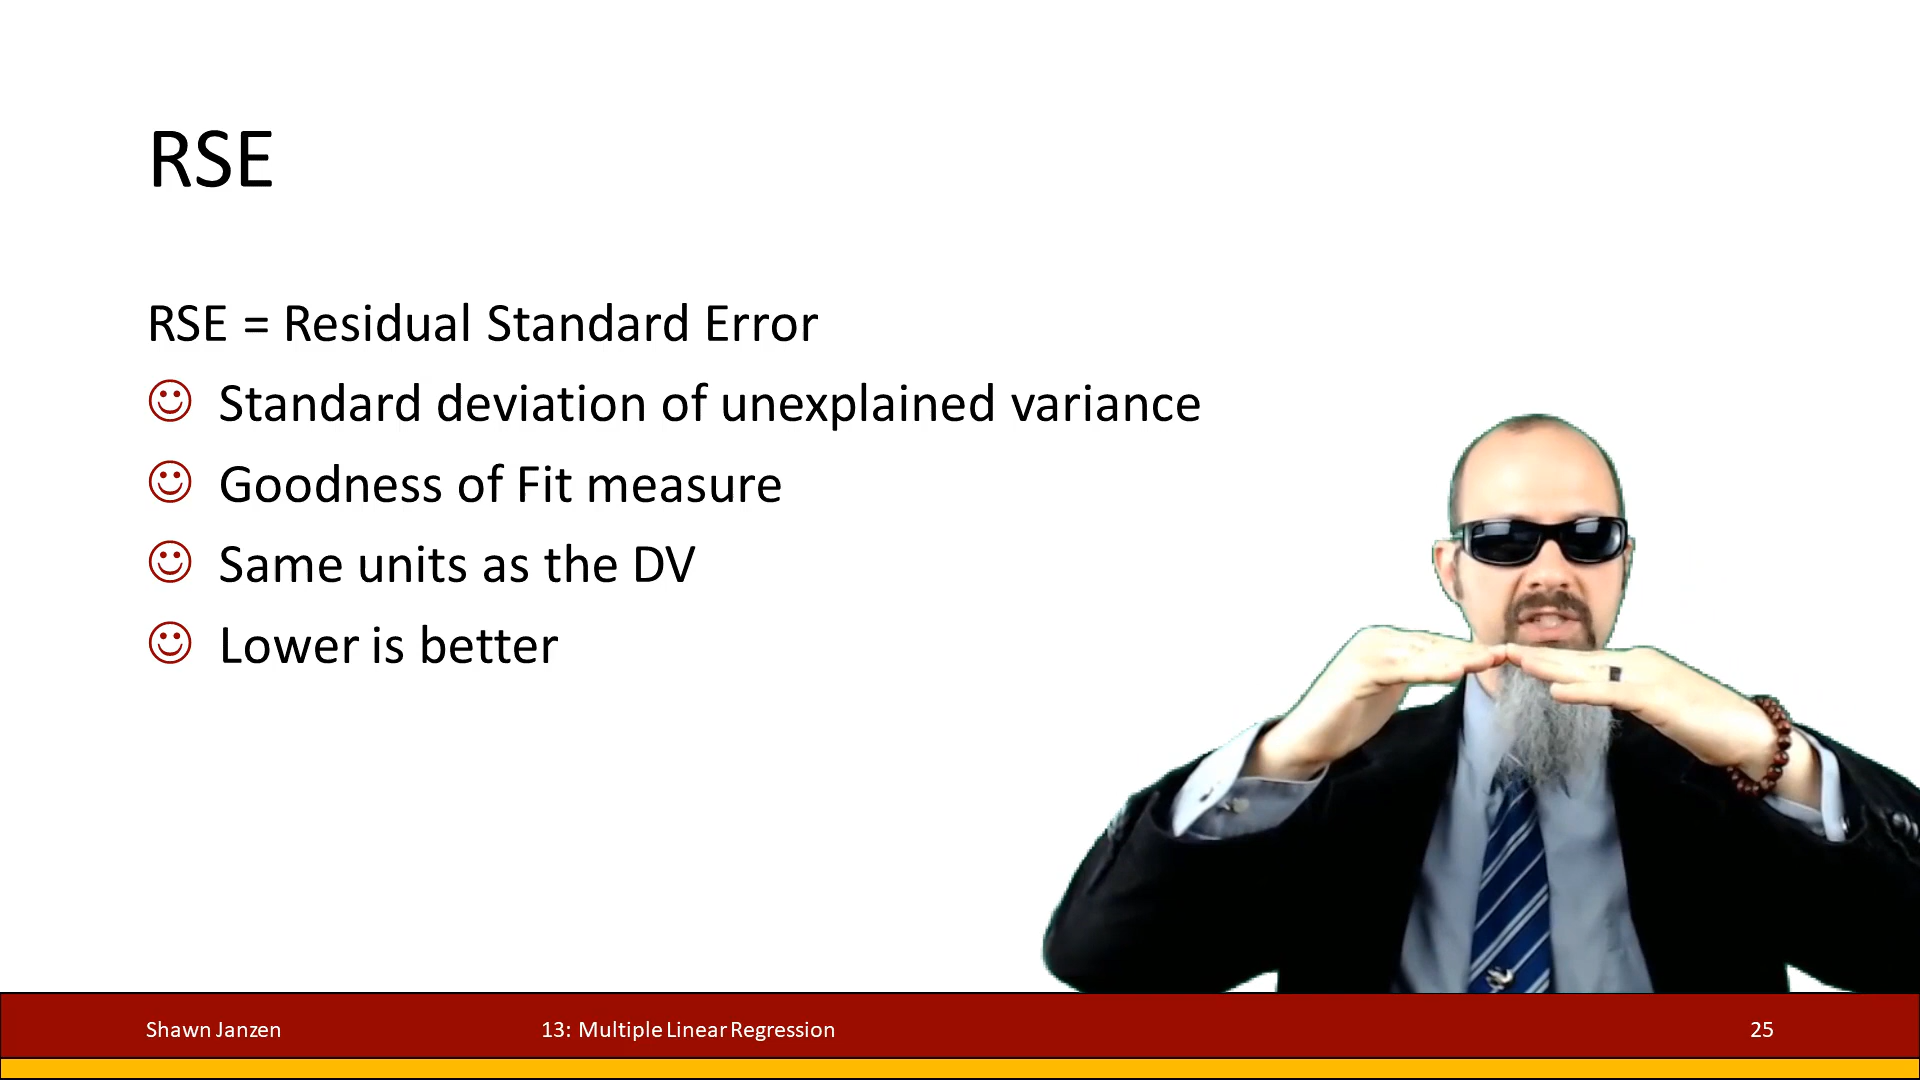 RSE
RSE = Residual Standard Error
Standard deviation of unexplained variance
Goodness of Fit measure
Same units as the DV
Lower is better
Shawn Janzen
13: Multiple Linear Regression
25